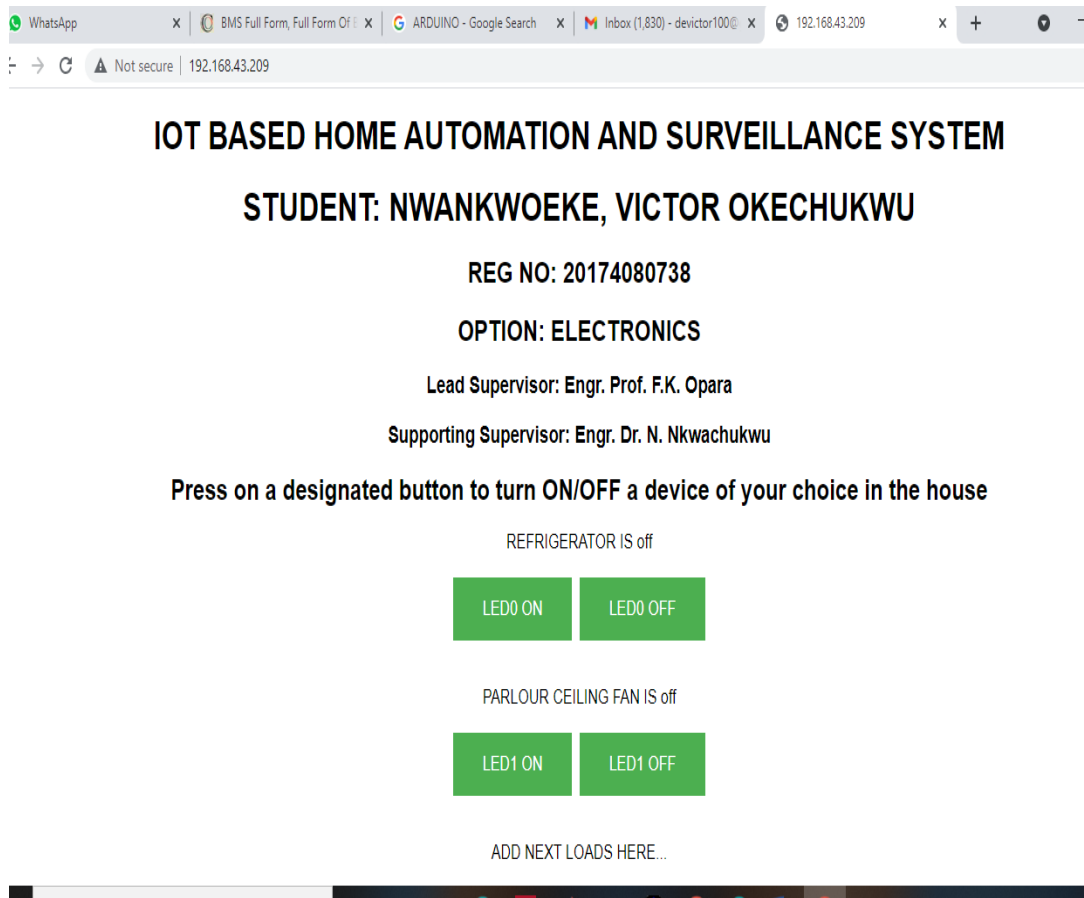 WhatsApp
BMS Full Form, Full Form Of
ARDUINO - Google Search
Inbox (1,830) - devictor100@
192.168.43.209
Not secure | 192.168.43.209
IOT BASED HOME AUTOMATION AND SURVEILLANCE SYSTEM
STUDENT: NWANKWOEKE, VICTOR OKECHUKWU
REG NO: 20174080738
OPTION: ELECTRONICS
Lead Supervisor: Engr. Prof. F.K. Opara
Supporting Supervisor: Engr. Dr. N. Nkwachukwu
Press on a designated button to turn ON/OFF a device of your choice in the house
REFRIGERATOR IS off
LED0 ON LED0 OFF
PARLOUR CEILING FAN IS off
LED1 ON LED1 OFF
ADD NEXT LOADS HERE...